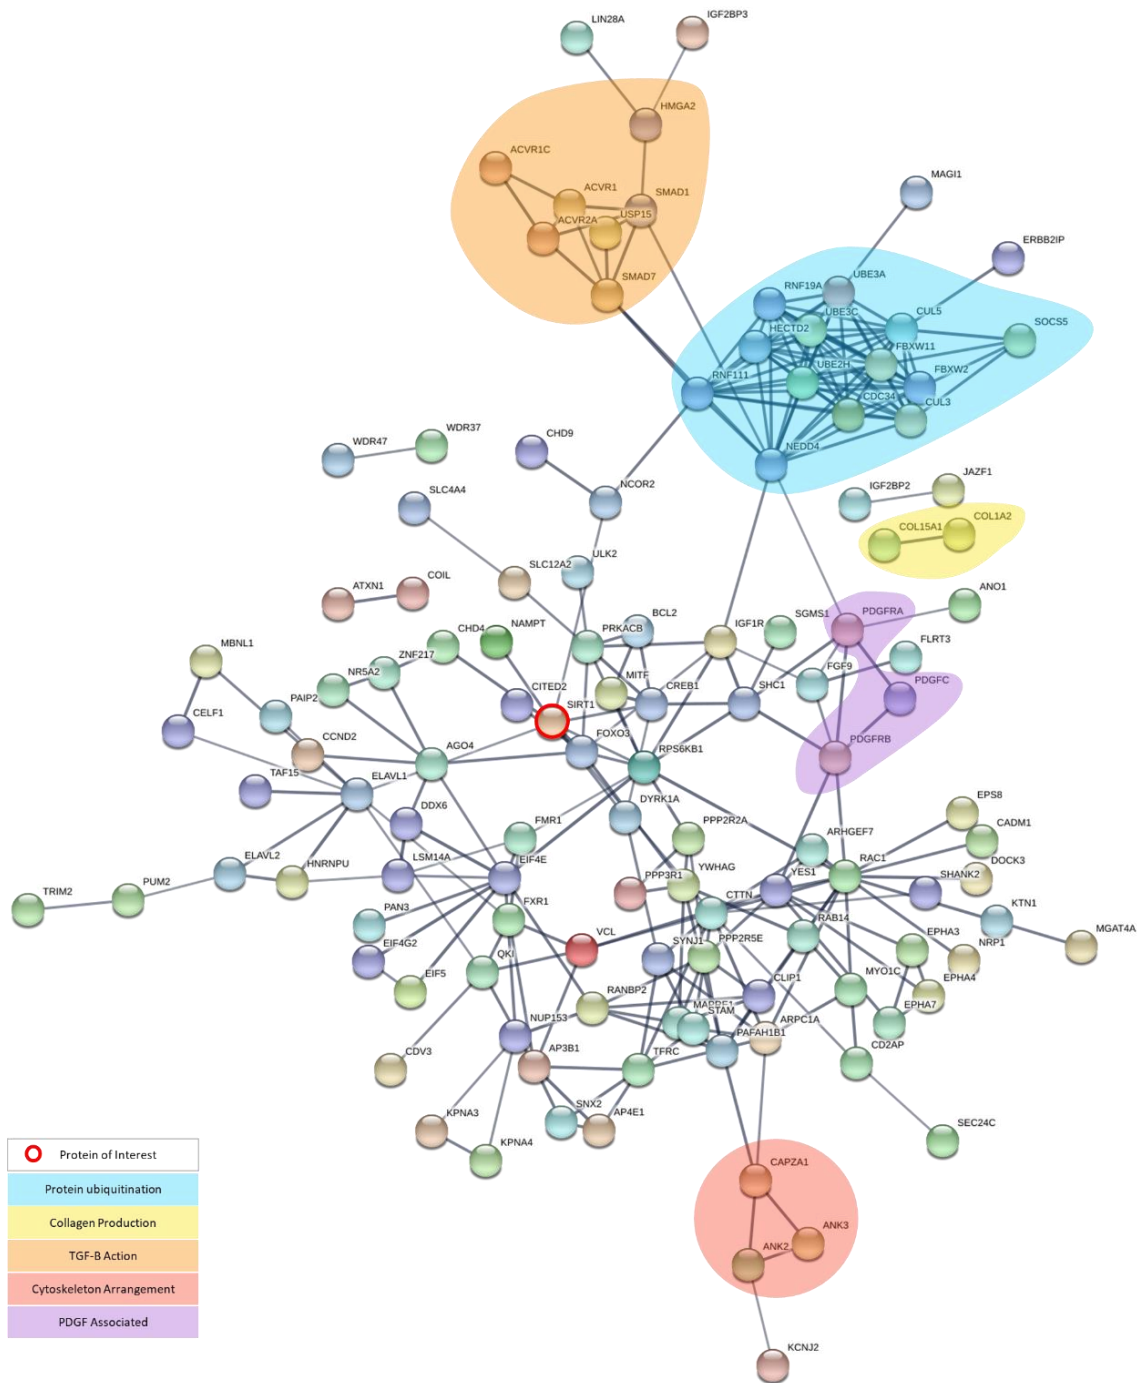 LIN28A
IGF2BP3
HMGA2
ACVR1C
ACVR1
SMAD1
USP15
ACVR2A
SMAD7
MAGI1
ERBB2IP
UBE3A
RNF19A
UBE3C
CUL5
SOCS5
HECTD2
FBXW11
UBE2H
FBXW2
RNF111
CDC34
CUL3
NEDD4
WDR37
WDR47
CHD9
NCOR2
SLC4A4
IGF2BP2
JAZF1
COL15A1
COL1A2
ULK2
SLC12A2
ATXN1
COIL
ANO1
PDGFRA
SGMS1
IGF1R
BCL2
PRKACB
NAMPT
CHD4
MBNL1
ZNF217
NR5A2
FLRT3
FGF9
PDGFC
MITF
CREB1
SHC1
CITED2
SIRT1
PAIP2
CELF1
CCND2
AGO4
FOXO3
RPS6KB1
PDGFRB
TAF15
ELAVL1
DDX6
FMR1
DYRK1A
PPP2R2A
ARHGEF7
EPS8
CADM1
DOCK3
RAC1
ELAVL2
HNRNPU
LSM14A
EIF4E
PPP3R1
YWHAG
YES1
SHANK2
TRIM2
PUM2
CTTN
KTN1
MGAT4A
PAN3
FXR1
VCL
RAB14
NRP1
EPHA3
EPHA4
EIF4G2
QKI
SYNJ1
PPP2R5E
EIF5
RANBP2
CLIP1
MYO1C
EPHA7
MAPRE1
STAM
ARPC1A
NUP153
PAFAH1B1
CD2AP
CDV3
AP3B1
TFRC
SNX2
AP4E1
KPNA3
KPNA4
SEC24C
Protein of Interest
Protein ubiquitination
Collagen Production
TGF-B Action
Cytoskeleton Arrangement
PDGF Associated
CAPZA1
ANK3
ANK2
KCNJ2